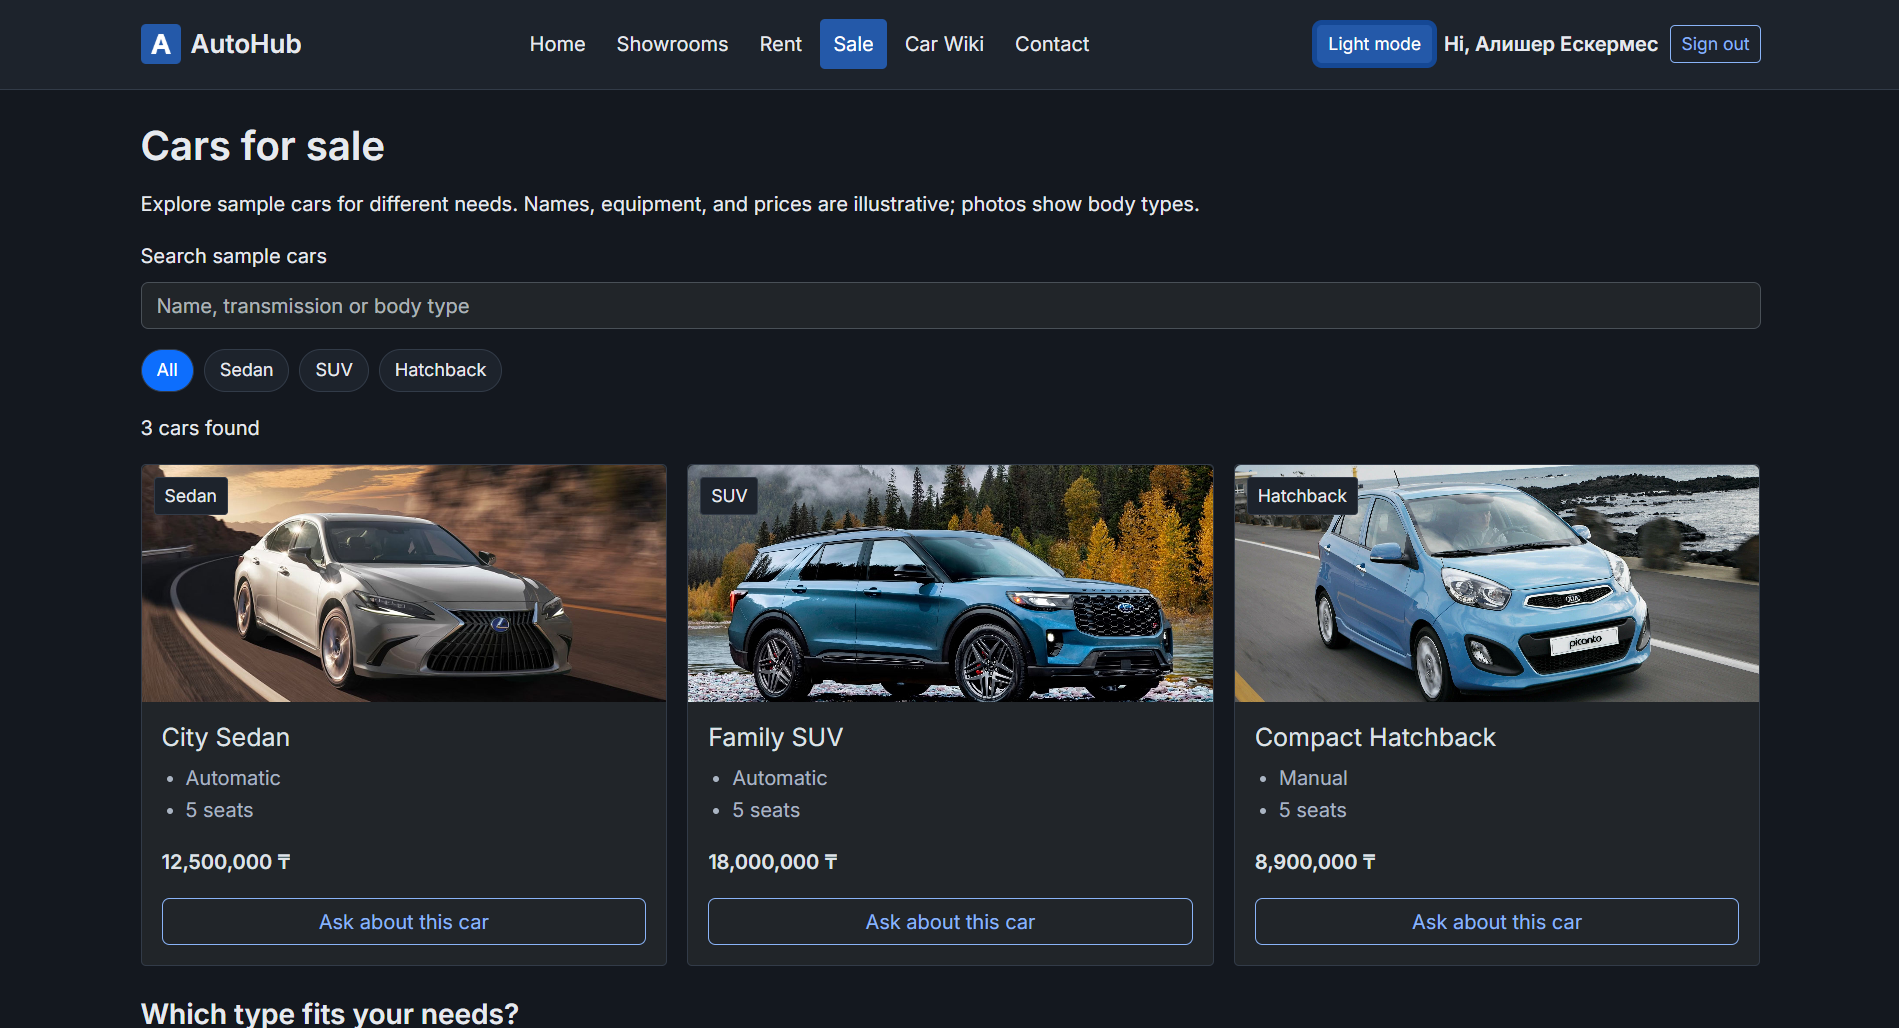 A AutoHub
Home Showrooms Rent Sale Car Wiki Contact
Light mode Hi, Алишер Ескермес Sign out
Cars for sale
Explore sample cars for different needs. Names, equipment, and prices are illustrative; photos show body types.
Search sample cars
Name, transmission or body type
All Sedan SUV Hatchback
3 cars found
Sedan
City Sedan
• Automatic
• 5 seats
12,500,000 ₸
Ask about this car
SUV
Family SUV
• Automatic
• 5 seats
18,000,000 ₸
Ask about this car
Hatchback
KIA
picanto
Compact Hatchback
• Manual
• 5 seats
8,900,000 ₸
Ask about this car
Which type fits your needs?